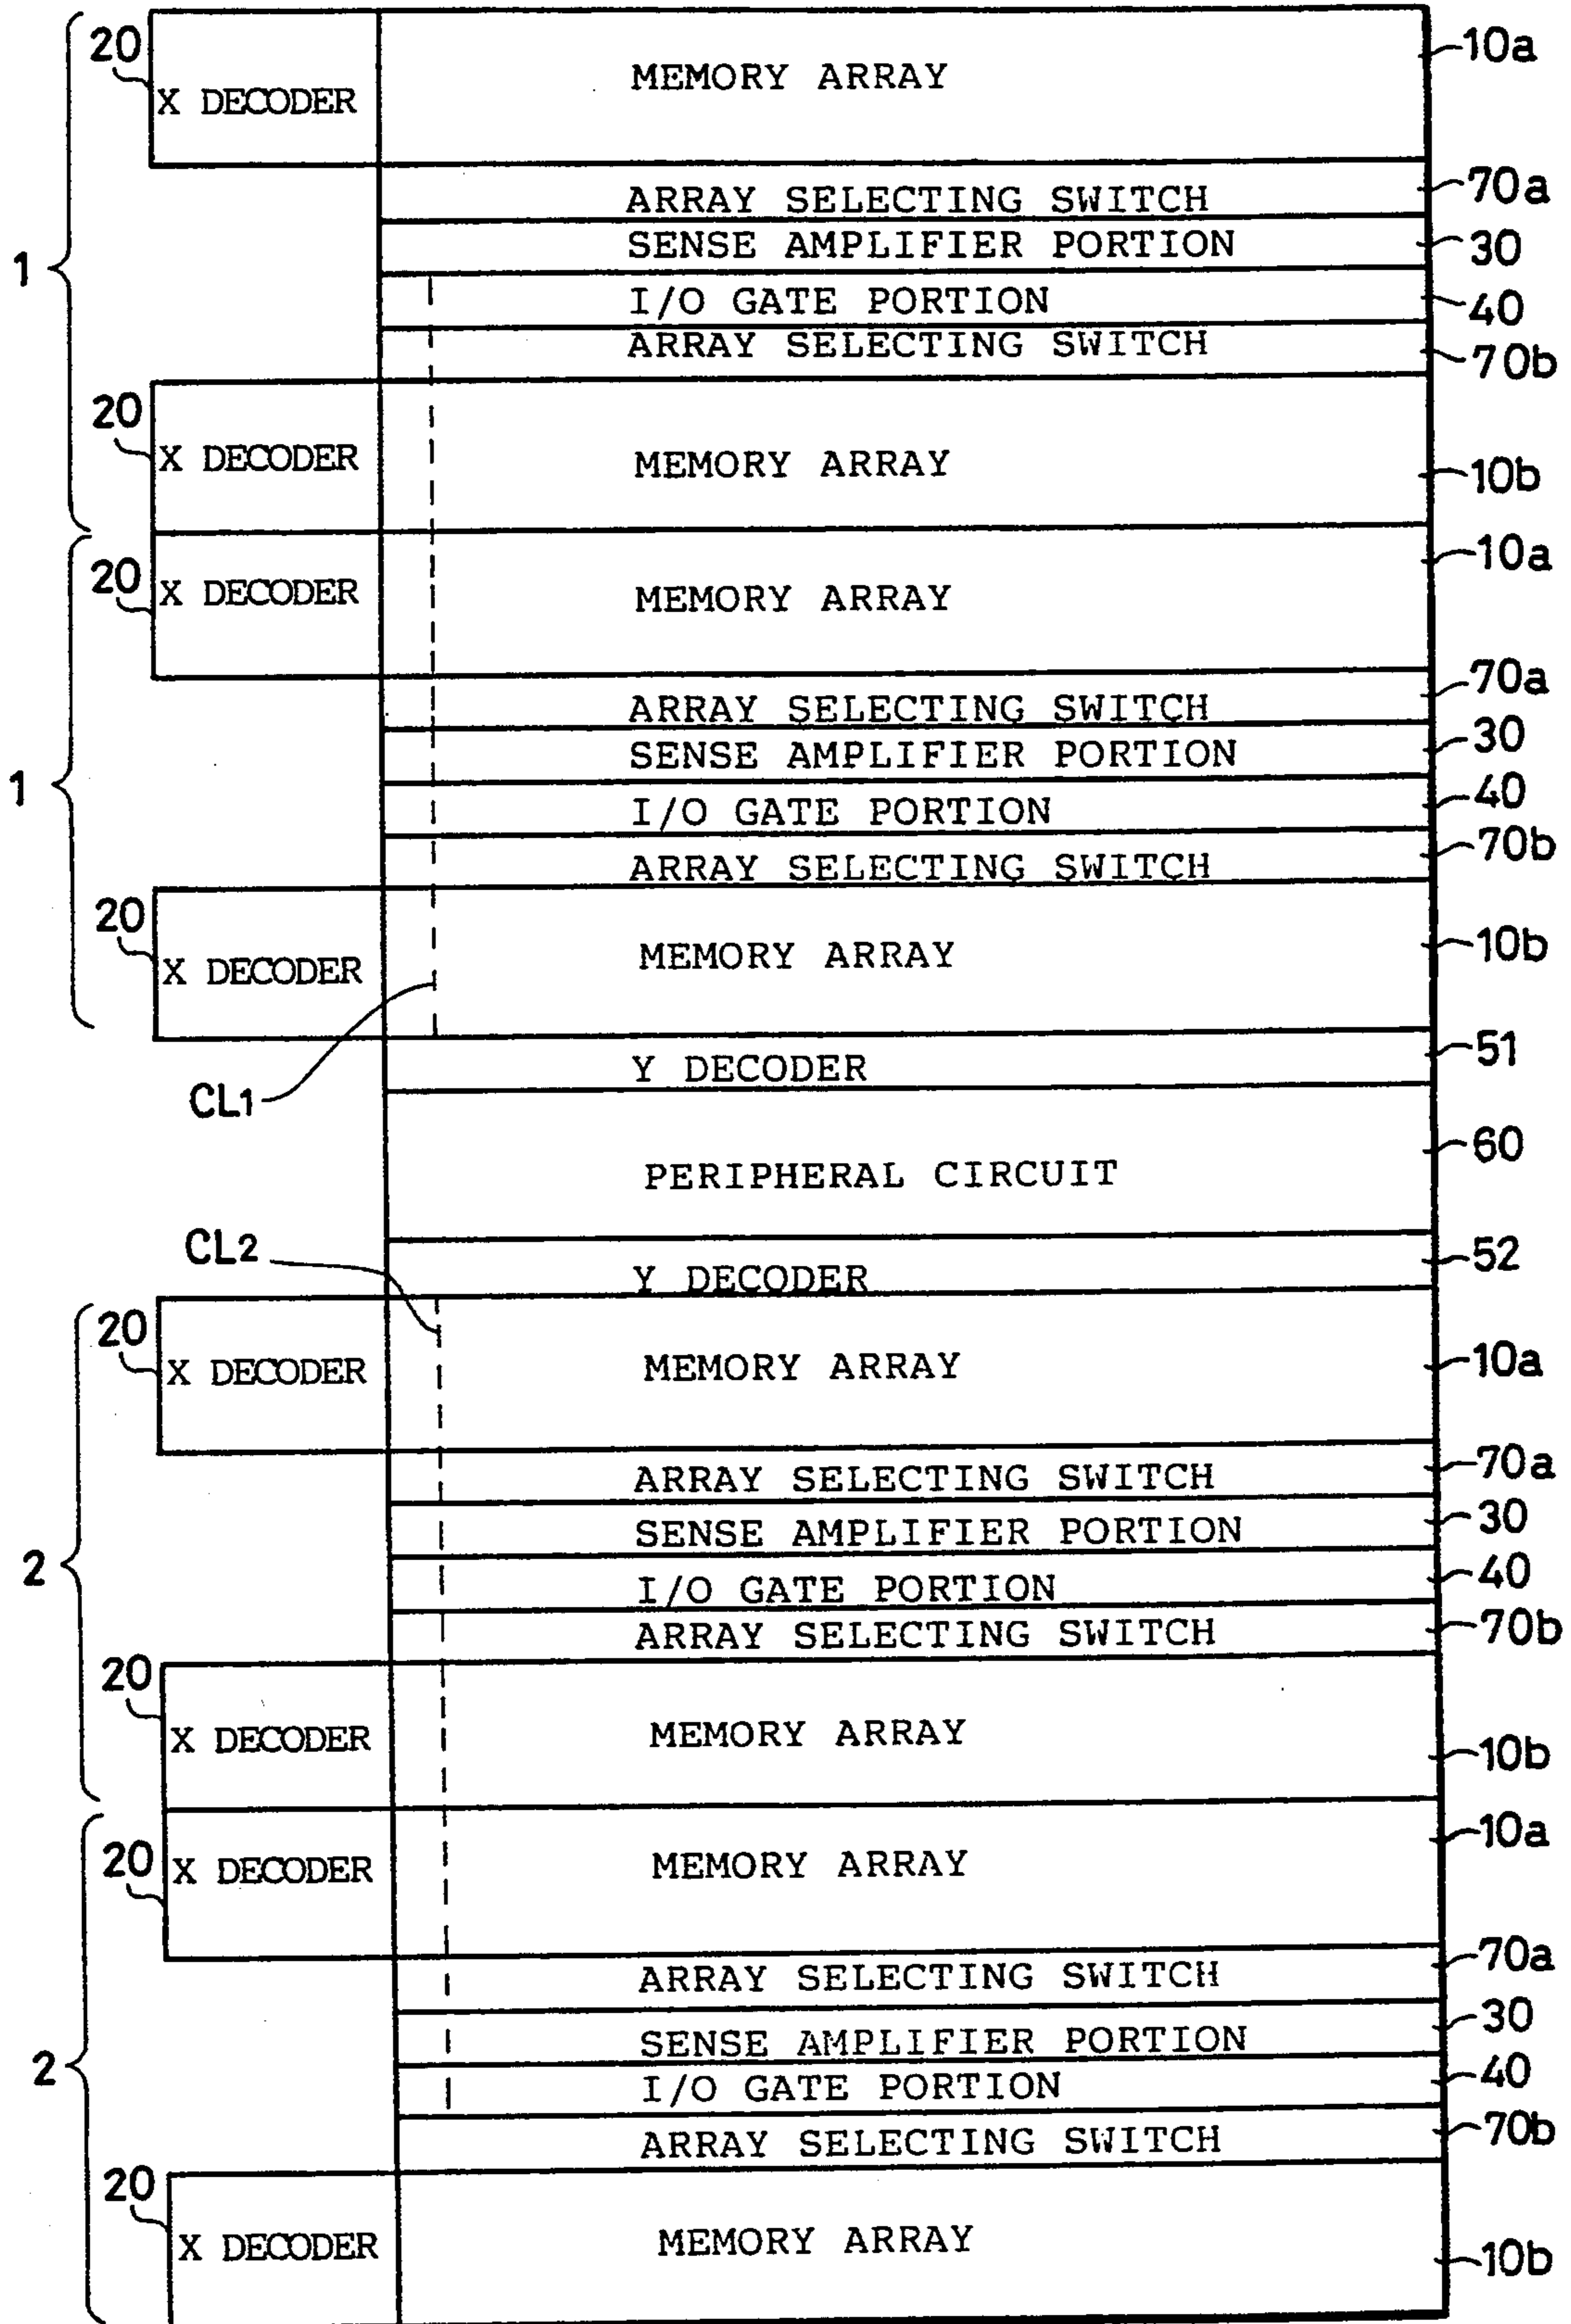 20 X DECODER MEMORY ARRAY 10a
ARRAY SELECTING SWITCH 70a
SENSE AMPLIFIER PORTION 30
1
I/O GATE PORTION 40
ARRAY SELECTING SWITCH 70b
20 X DECODER MEMORY ARRAY 10b
20 X DECODER MEMORY ARRAY 10a
ARRAY SELECTING SWITCH 70a
SENSE AMPLIFIER PORTION 30
1
I/O GATE PORTION 40
ARRAY SELECTING SWITCH 70b
20 X DECODER MEMORY ARRAY 10b
Y DECODER 51
CL1
PERIPHERAL CIRCUIT 60
CL2
Y DECODER 52
20 X DECODER MEMORY ARRAY 10a
ARRAY SELECTING SWITCH 70a
SENSE AMPLIFIER PORTION 30
2
I/O GATE PORTION 40
ARRAY SELECTING SWITCH 70b
20 X DECODER MEMORY ARRAY 10b
20 X DECODER MEMORY ARRAY 10a
ARRAY SELECTING SWITCH 70a
SENSE AMPLIFIER PORTION 30
2
I/O GATE PORTION 40
ARRAY SELECTING SWITCH 70b
20 X DECODER MEMORY ARRAY 10b